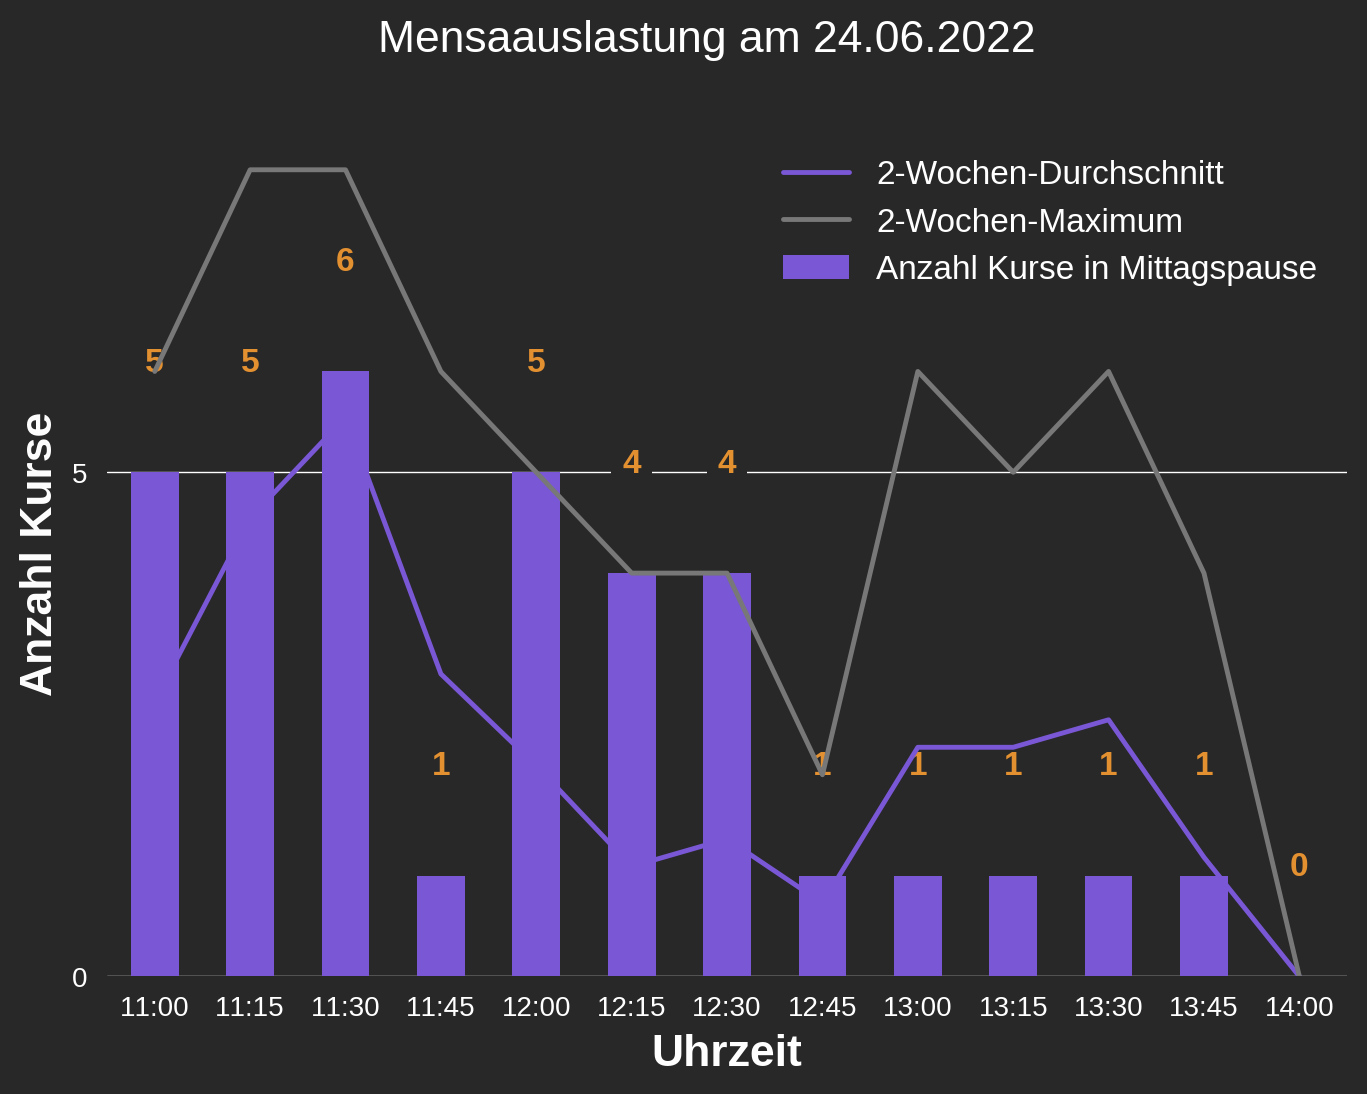 Mensaauslastung am 24.06.2022
2-Wochen-Durchschnitt
2-Wochen-Maximum
Anzahl Kurse in Mittagspause
6
5 5 5
4 4
1 1 1 1 1 1
0
Anzahl Kurse
5
0
11:00 11:15 11:30 11:45 12:00 12:15 12:30 12:45 13:00 13:15 13:30 13:45 14:00
Uhrzeit